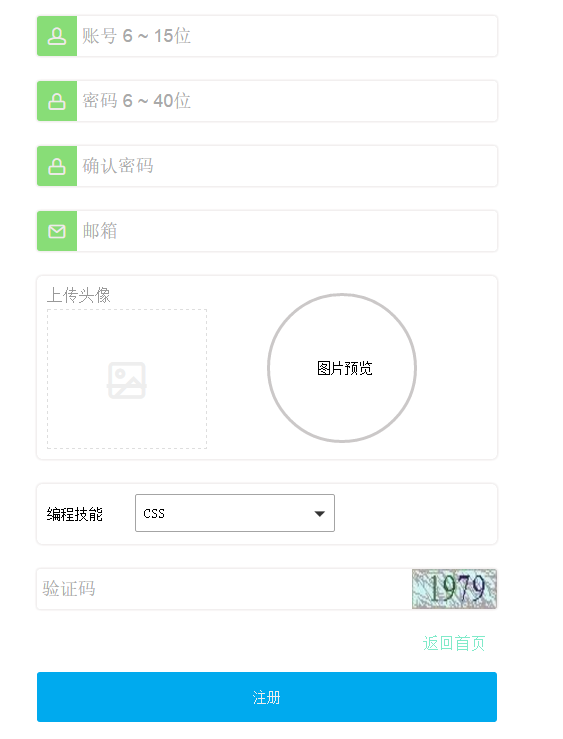 账号 6 ~ 15位
密码 6 ~ 40位
确认密码
邮箱
上传头像
图片预览
编程技能 CSS
验证码 1979
返回首页
注册